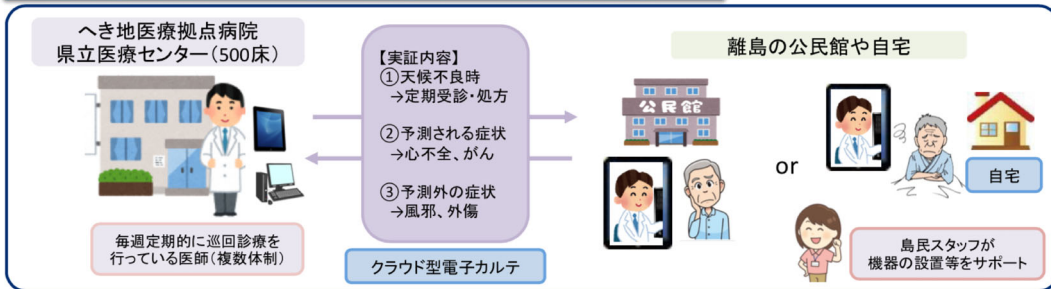 へき地医療拠点病院
県立医療センター(500床)
毎週定期的に巡回診療を
行っている医師(複数体制)
【実証内容】
①天候不良時
→定期受診・処方
②予測される症状
→心不全、がん
③予測外の症状
→風邪、外傷
クラウド型電子カルテ
離島の公民館や自宅
公民館
or
自宅
島民スタッフが
機器の設置等をサポート